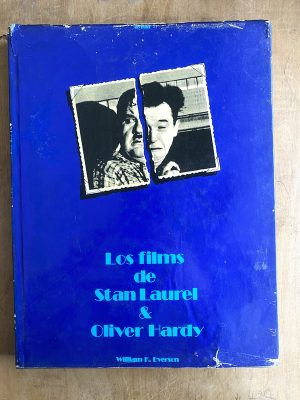 Los films
de
Stan Laurel
&
Oliver Hardy
William K. Everson